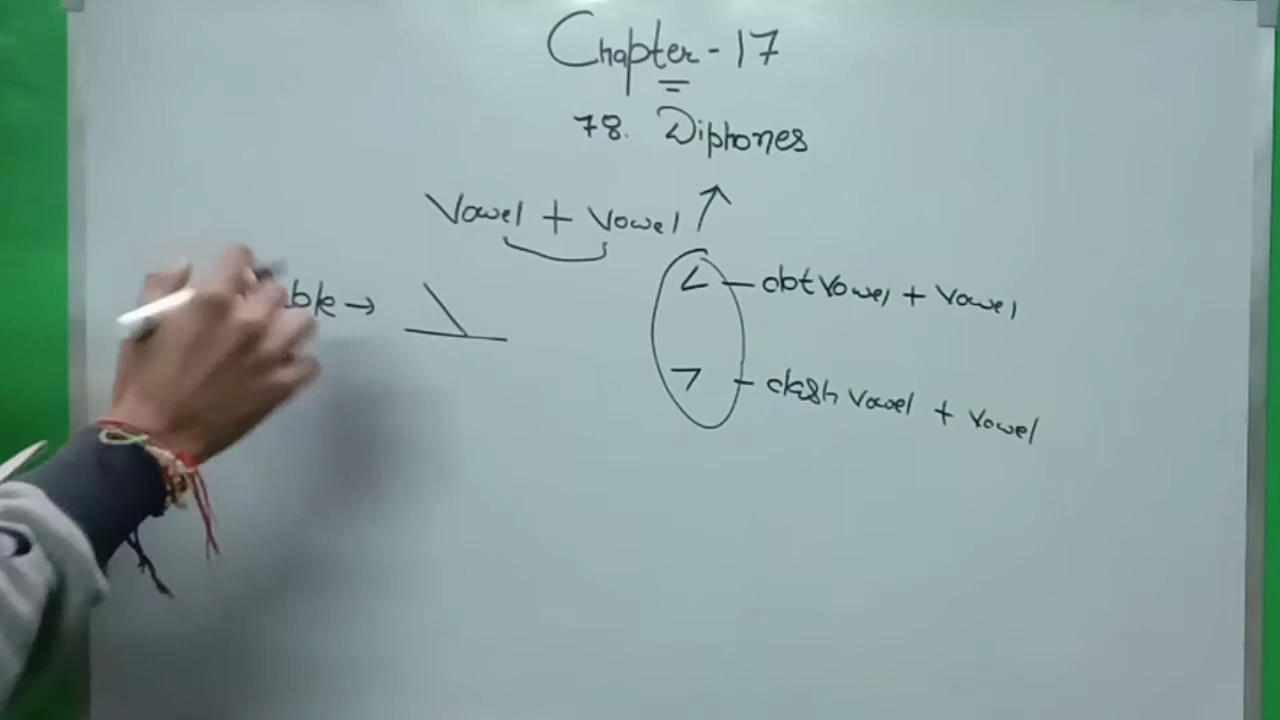 Chapter-17
78. Diphones
Vowel + Vowel
dot Vowel + Vowel
dash Vowel + Vowel